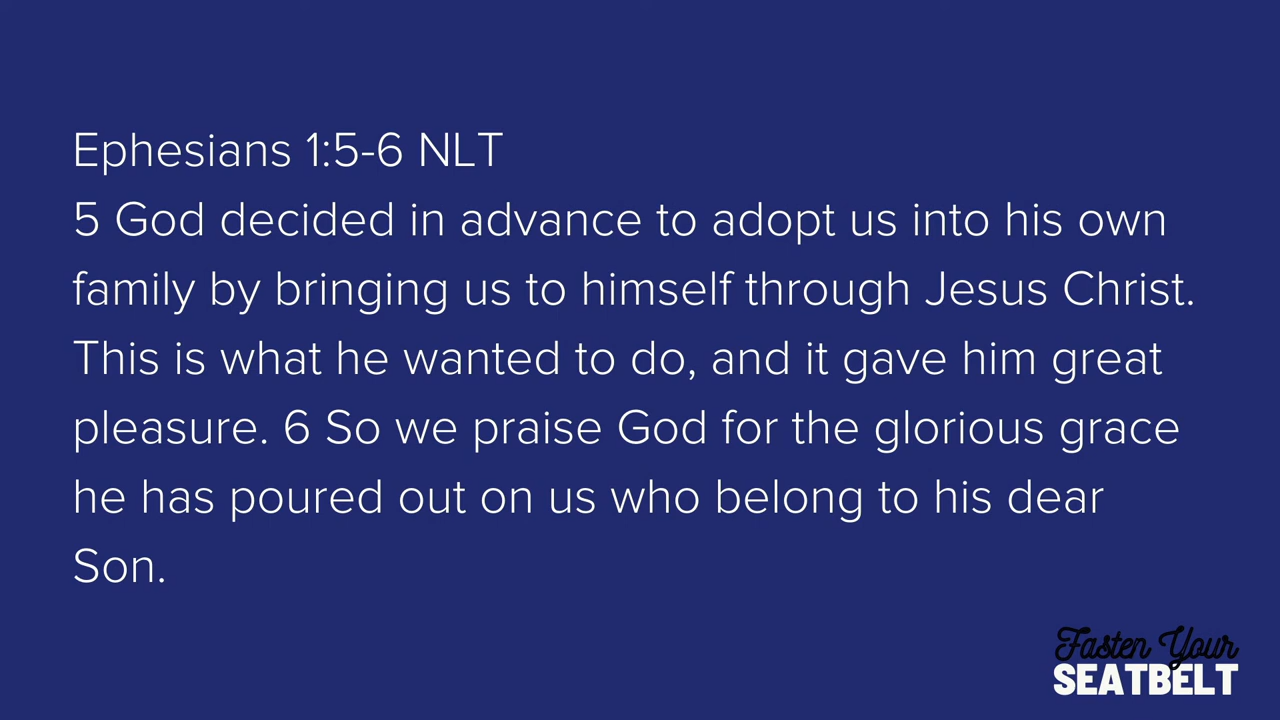 Ephesians 1:5-6 NLT
5 God decided in advance to adopt us into his own
family by bringing us to himself through Jesus Christ.
This is what he wanted to do, and it gave him great
pleasure. 6 So we praise God for the glorious grace
he has poured out on us who belong to his dear
Son.
Fasten Your
SEATBELT